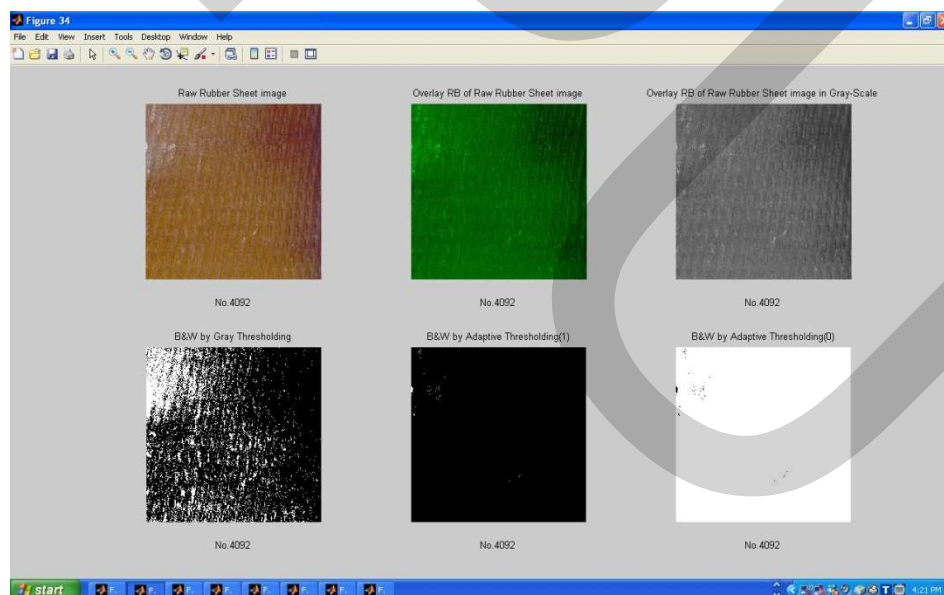 Figure 34
File Edit View Insert Tools Desktop Window Help
Raw Rubber Sheet image
Overlay RB of Raw Rubber Sheet image
Overlay RB of Raw Rubber Sheet image in Gray-Scale
No.4092
No.4092
No.4092
B&W by Gray Thresholding
B&W by Adaptive Thresholding(1)
B&W by Adaptive Thresholding(0)
No.4092
No.4092
No.4092
start F. F. F. F. F. F. F. F. T 4:21 PM